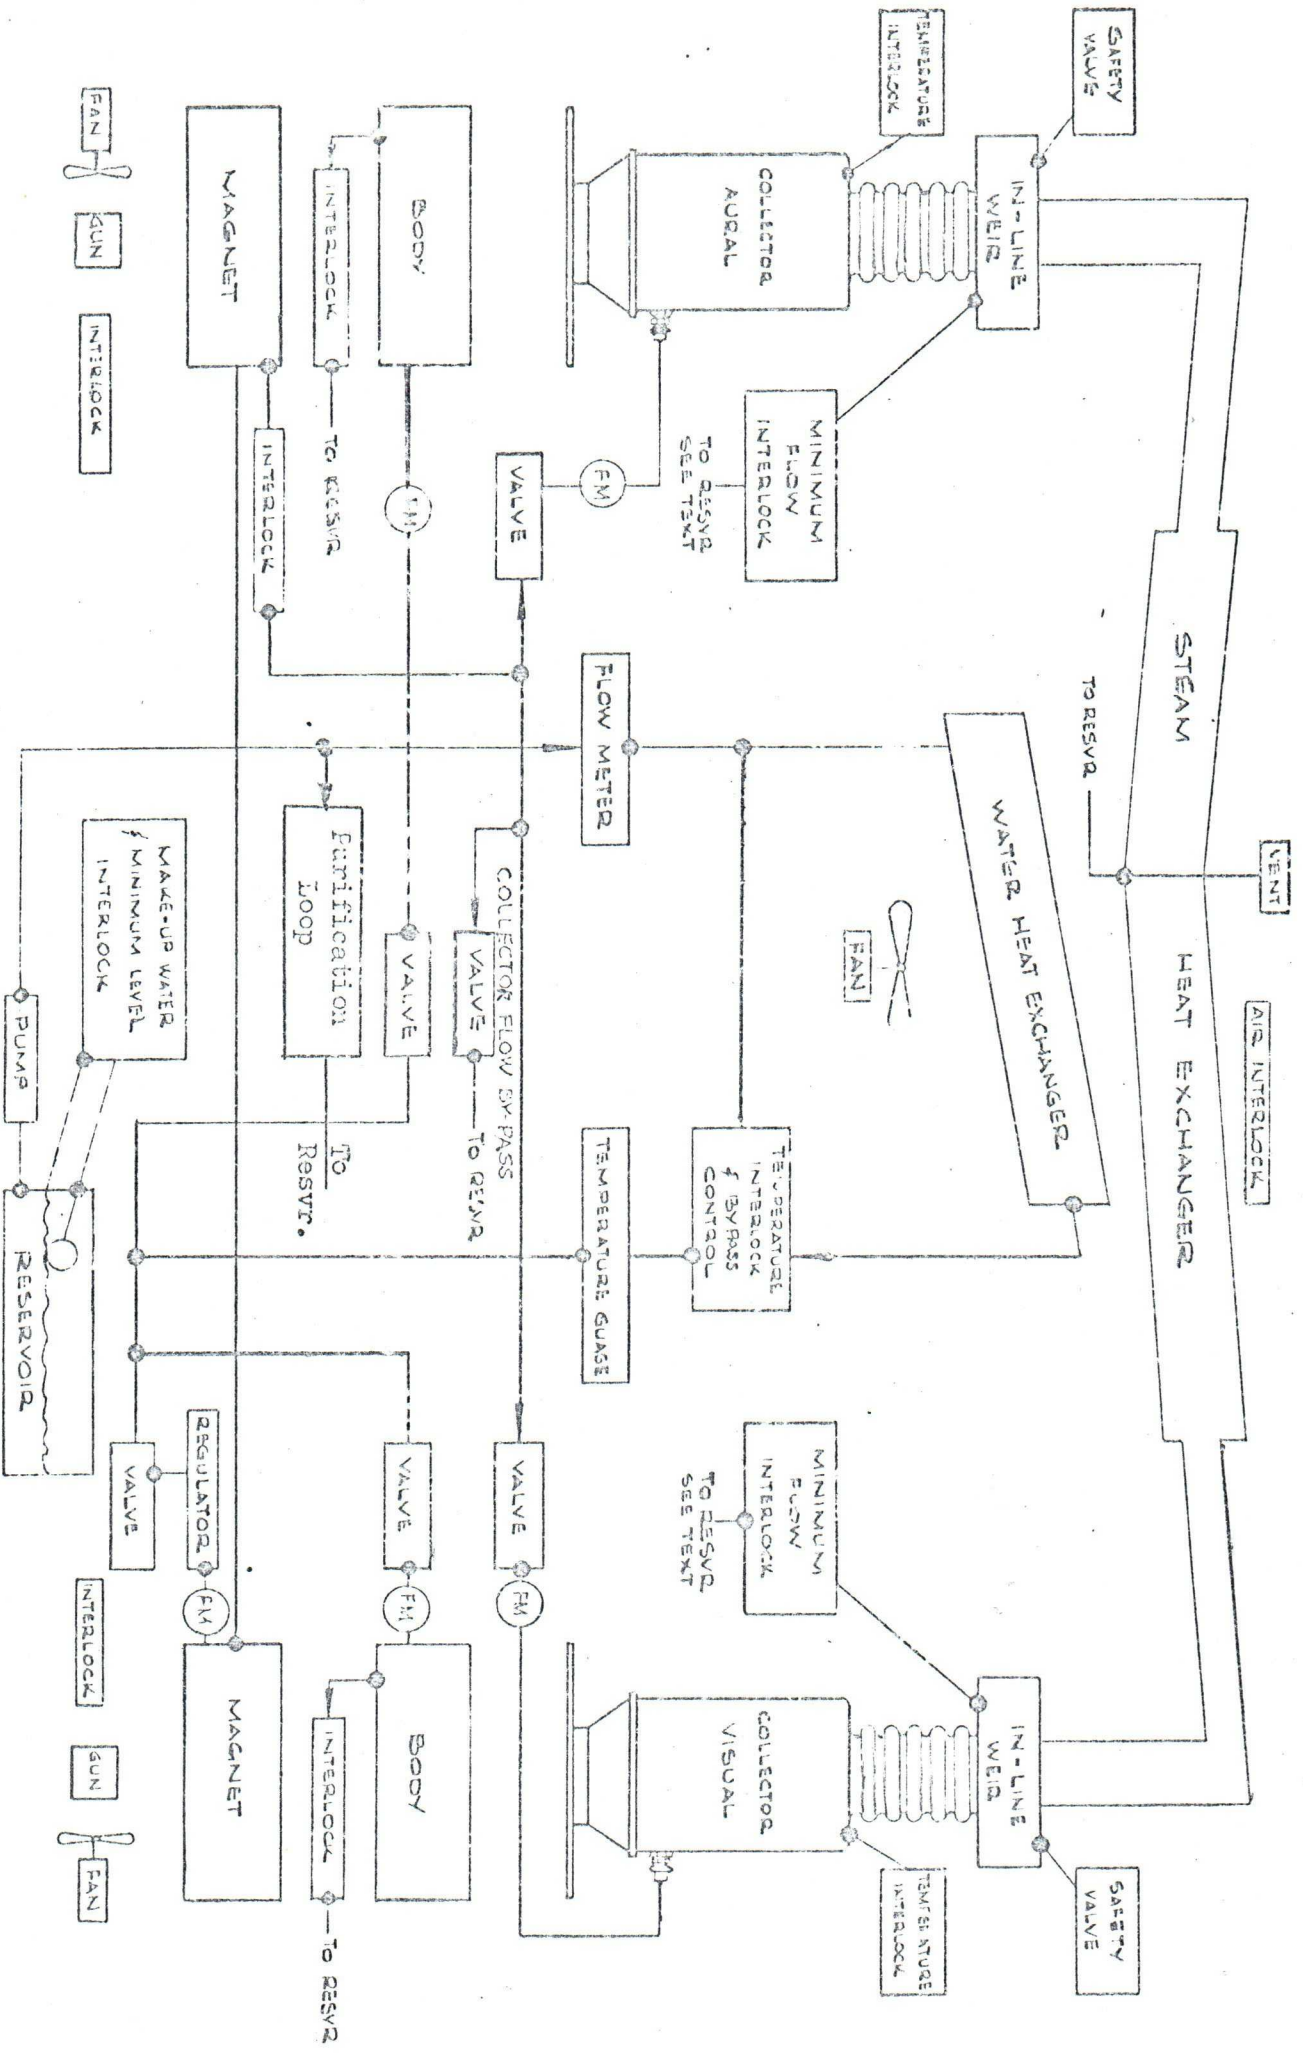 SAFETY
VALVE
TEMPERATURE
INTERLOCK
IN-LINE
WEIR
COLLECTOR
AURAL
MINIMUM
FLOW
INTERLOCK
TO RESVR
SEE TEXT
FM
VALVE
BODY
INTERLOCK
TO RESVR
FM
MAGNET
INTERLOCK
FAN
GUN
INTERLOCK
VENT
AIR INTERLOCK
STEAM HEAT EXCHANGER
TO RESVR
WATER HEAT EXCHANGER
FAN
FLOW METER
TEMPERATURE
INTERLOCK
& BYPASS
CONTROL
TEMPERATURE GUAGE
COLLECTOR FLOW BY-PASS
VALVE
TO RESVR
VALVE
Purification
Loop
To
Resvr.
MAKE-UP WATER
& MINIMUM LEVEL
INTERLOCK
PUMP
RESERVOIR
SAFETY
VALVE
TEMPERATURE
INTERLOCK
IN-LINE
WEIR
COLLECTOR
VISUAL
MINIMUM
FLOW
INTERLOCK
TO RESVR
SEE TEXT
VALVE
FM
VALVE
FM
BODY
INTERLOCK
TO RESVR
REGULATOR
FM
VALVE
MAGNET
INTERLOCK
GUN
FAN